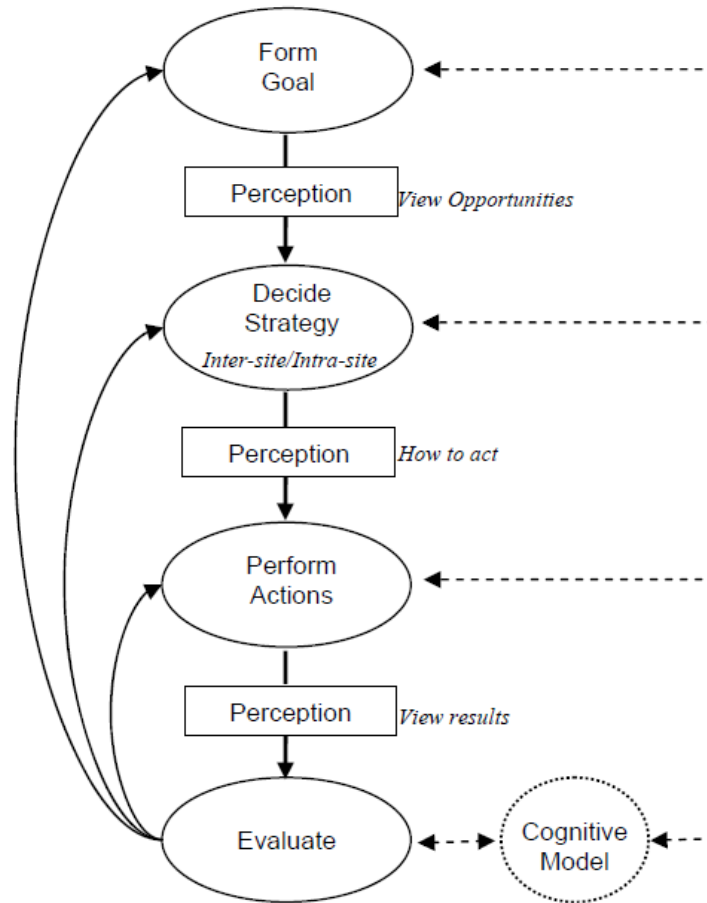 Form
Goal
Perception
View Opportunities
Decide
Strategy
Inter-site/Intra-site
Perception
How to act
Perform
Actions
Perception
View results
Evaluate
Cognitive
Model